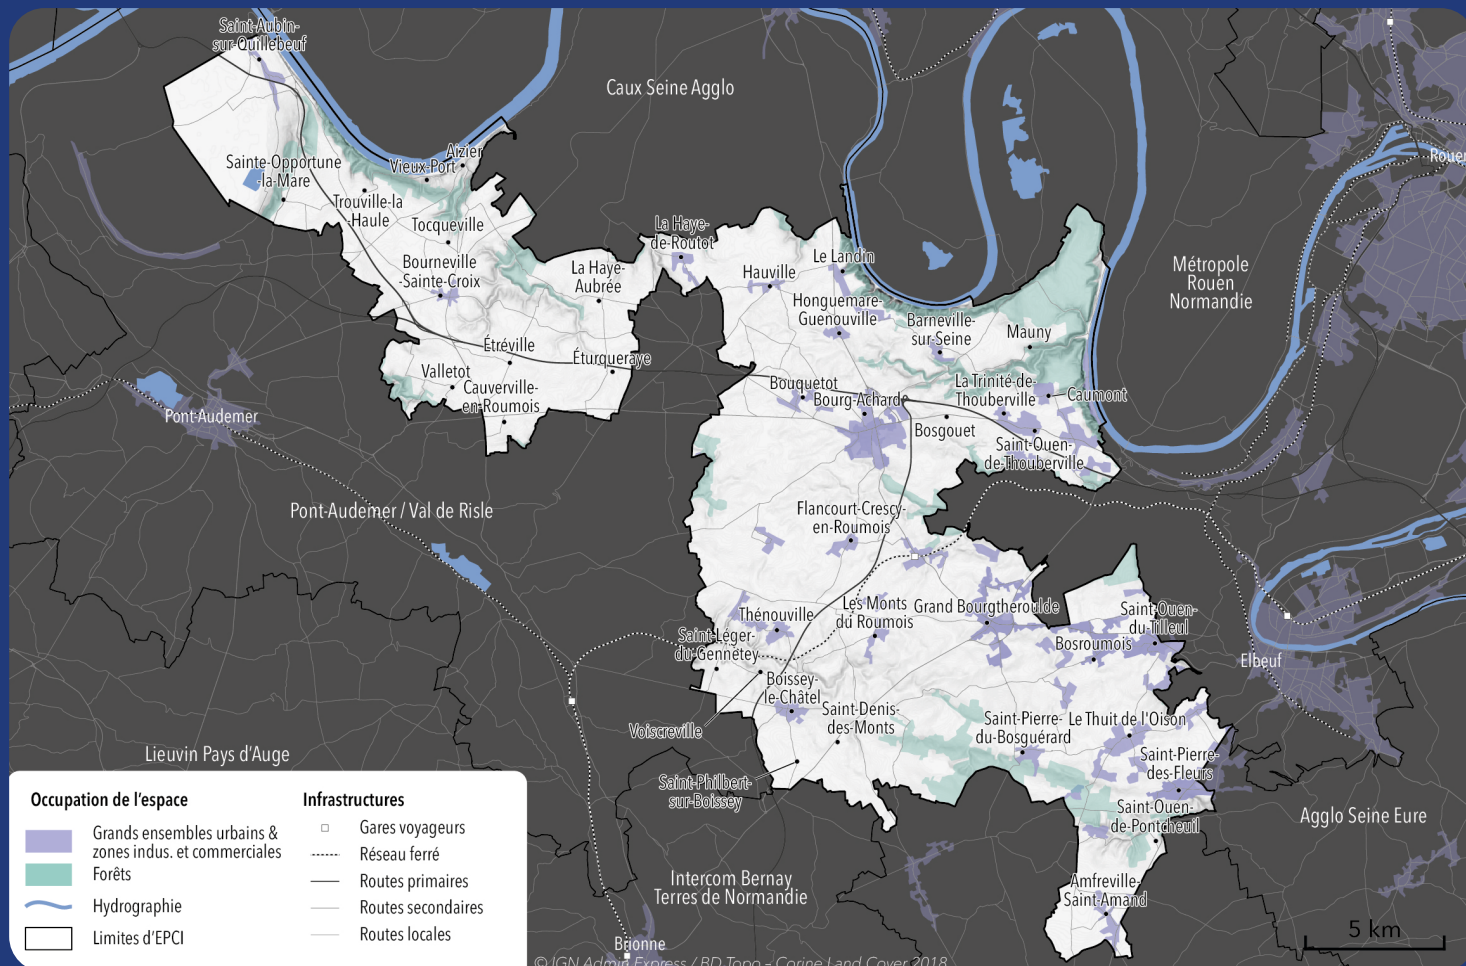 Saint-Aubin-
sur-Quillebeuf
Caux Seine Agglo
Aizier
Vieux-Port
Sainte-Opportune
-la-Mare
Rouen
Trouville-la
-Haule
Tocqueville
La Haye-
de-Routot
Bourneville
-Sainte-Croix
La Haye-
Aubrée
Hauville
Le Landin
Métropole
Rouen
Normandie
Honguemare-
Guenouville
Barneville-
sur-Seine
Mauny
Étréville
Éturqueraye
Valletot
Cauverville-
en-Roumois
Bouquetot
Bourg-Achard
La Trinité-de-
Thouberville
Caumont
Pont-Audemer
Bosgouet
Saint-Ouen-
de-Thouberville
Pont-Audemer / Val de Risle
Flancourt-Crescy-
en-Roumois
Thénouville
Les Monts
du Roumois
Grand Bourgtheroulde
Saint-Ouen-
du-Tilleul
Saint-Léger-
du-Gennetey
Bosroumois
Elbeuf
Boissey-
le-Châtel
Voiscreville
Saint-Denis-
des-Monts
Saint-Pierre-
du-Bosguérard
Le Thuit de l'Oison
Lieuvin Pays d'Auge
Saint-Pierre-
des-Fleurs
Saint-Philbert-
sur-Boissey
Saint-Ouen-
de-Pontcheuil
Agglo Seine Eure
Intercom Bernay
Terres de Normandie
Amfreville-
Saint-Amand
Brionne
5 km
Occupation de l'espace
Grands ensembles urbains &
zones indus. et commerciales
Forêts
Hydrographie
Limites d'EPCI
Infrastructures
Gares voyageurs
Réseau ferré
Routes primaires
Routes secondaires
Routes locales
© IGN Admin Express / BD Topo – Corine Land Cover 2018